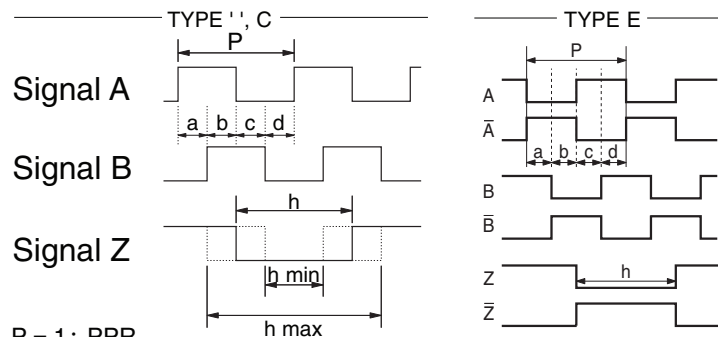 TYPE ' ', C
P
Signal A
a b c d
Signal B
h
Signal Z
h min
h max
TYPE E
P
A
A̅
a b c d
B
B̅
Z
h
Z̅